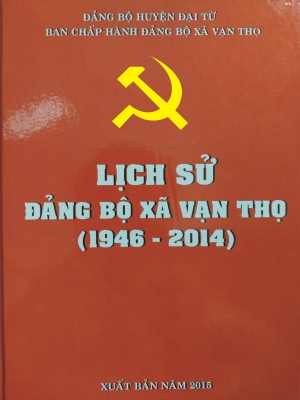 ĐẢNG BỘ HUYỆN ĐẠI TỪ
BAN CHẤP HÀNH ĐẢNG BỘ XÃ VẠN THỌ
LỊCH SỬ
ĐẢNG BỘ XÃ VẠN THỌ
(1946 - 2014)
XUẤT BẢN NĂM 2015